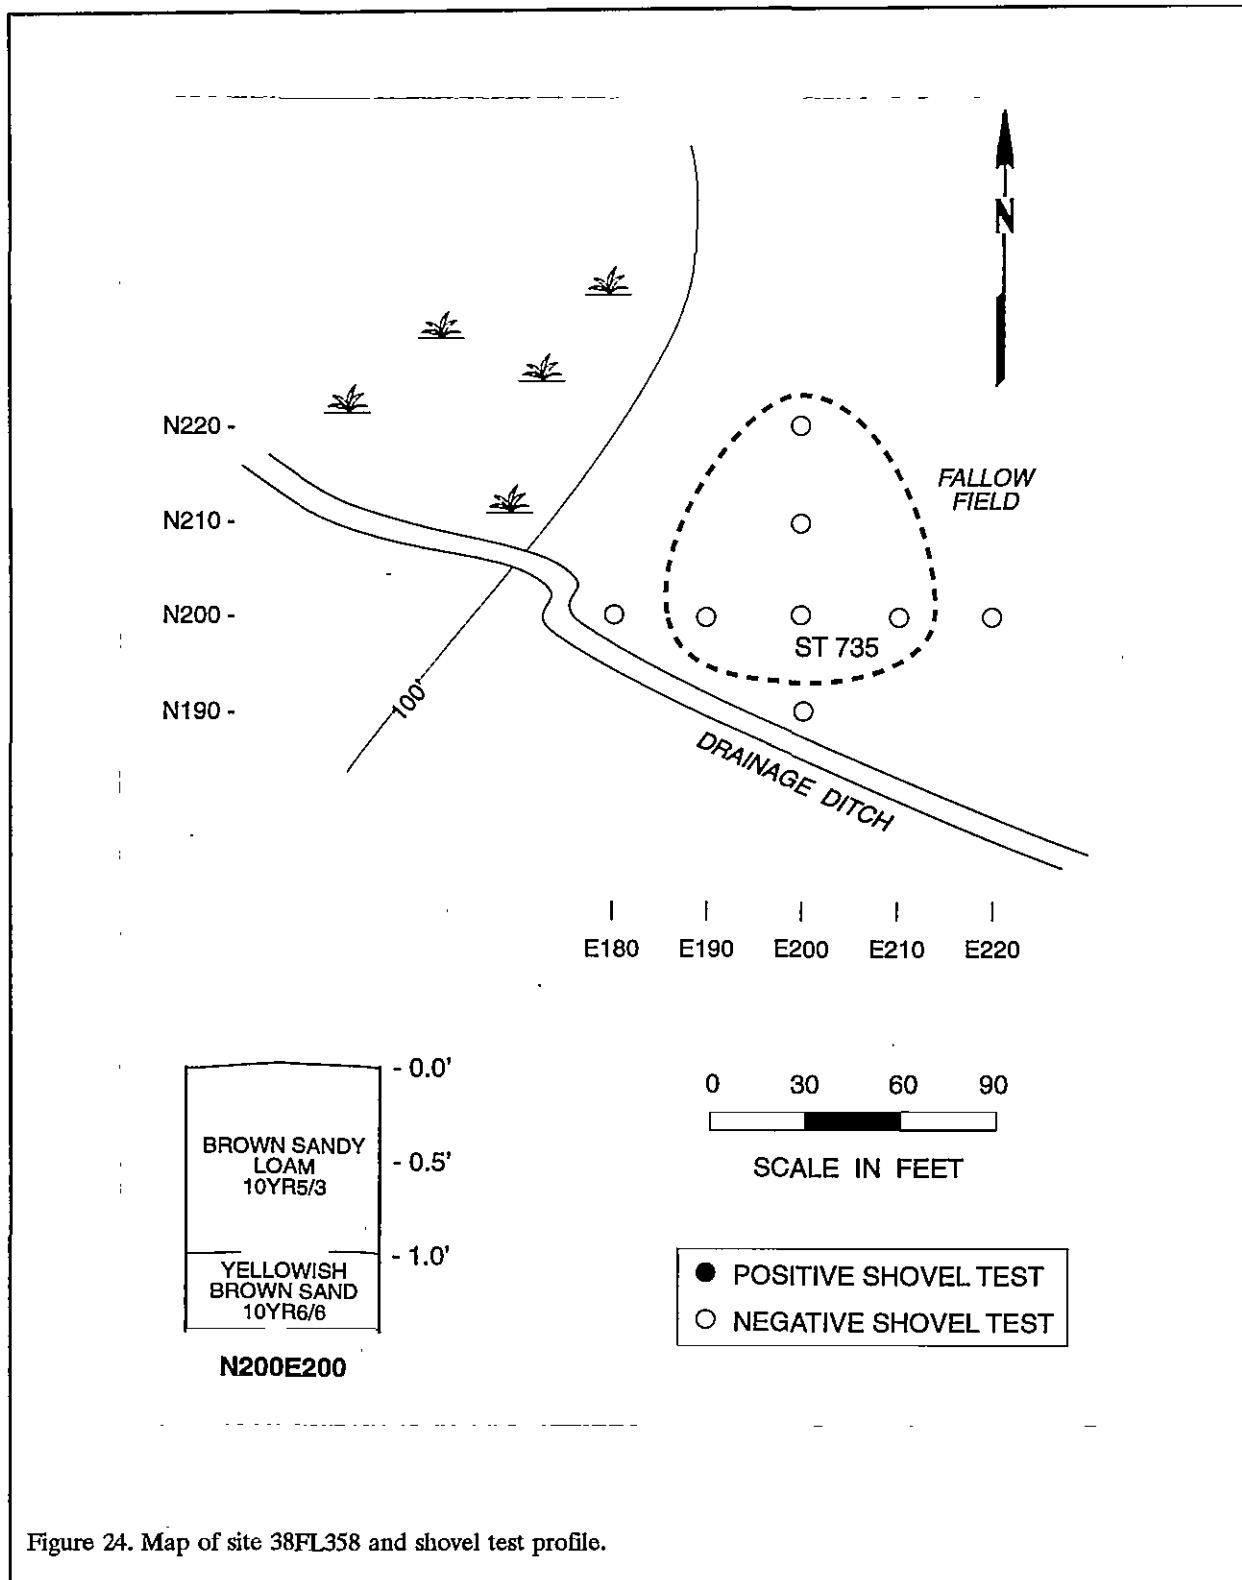 N
N220 -
FALLOW
FIELD
N210 -
N200 -
ST 735
100'
N190 -
DRAINAGE DITCH
E180 E190 E200 E210 E220
- 0.0'
BROWN SANDY
LOAM
10YR5/3
- 0.5'
- 1.0'
YELLOWISH
BROWN SAND
10YR6/6
N200E200
0 30 60 90
SCALE IN FEET
POSITIVE SHOVEL TEST
NEGATIVE SHOVEL TEST
Figure 24. Map of site 38FL358 and shovel test profile.